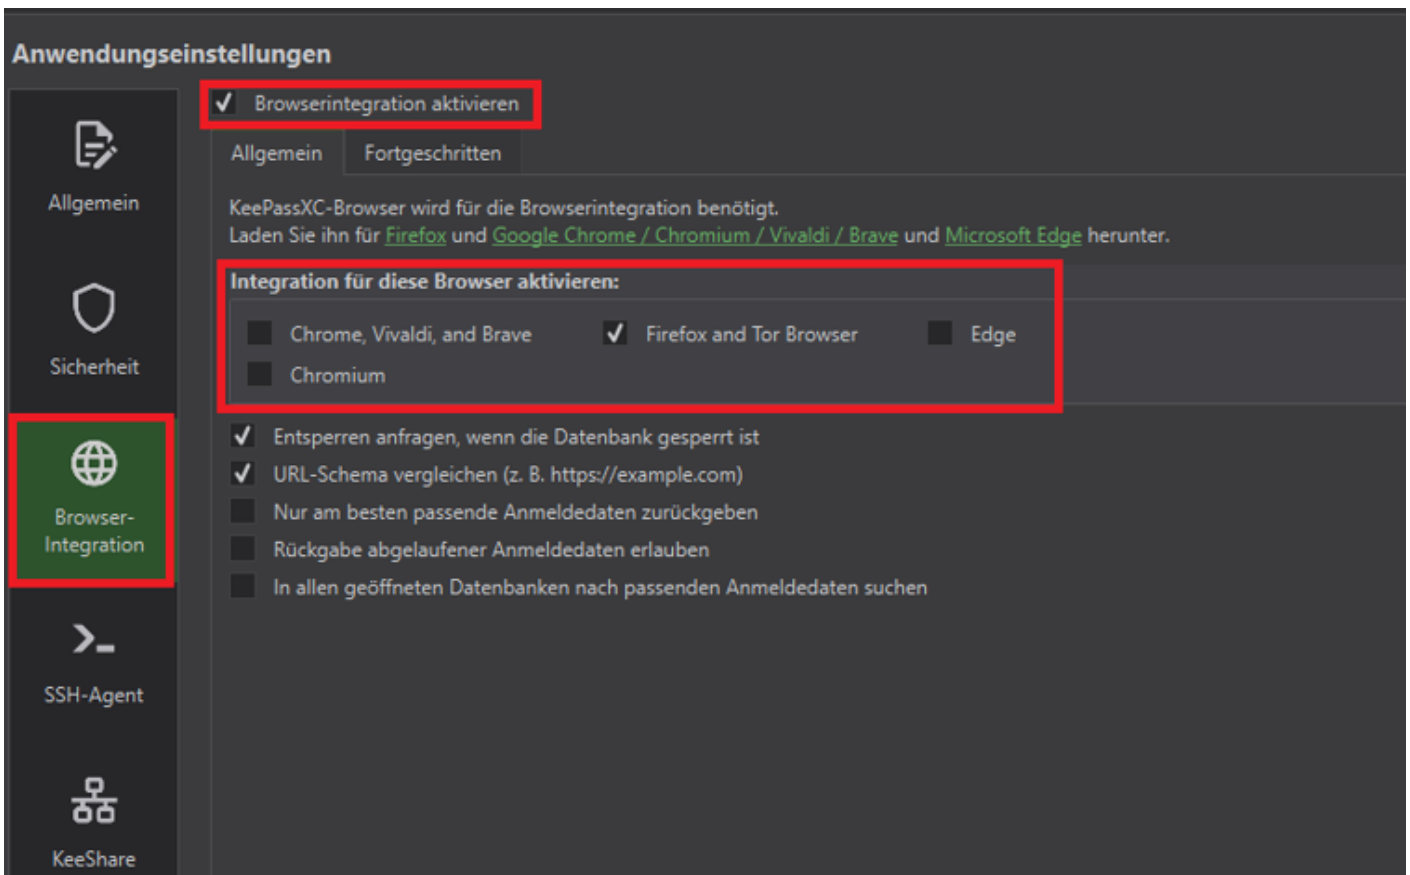 Anwendungseinstellungen
Browserintegration aktivieren
Allgemein
Fortgeschritten
Allgemein
Sicherheit
Browser-
Integration
SSH-Agent
KeeShare
KeePassXC-Browser wird für die Browserintegration benötigt.
Laden Sie ihn für Firefox und Google Chrome / Chromium / Vivaldi / Brave und Microsoft Edge herunter.
Integration für diese Browser aktivieren:
Chrome, Vivaldi, and Brave
Firefox and Tor Browser
Edge
Chromium
Entsperren anfragen, wenn die Datenbank gesperrt ist
URL-Schema vergleichen (z. B. https://example.com)
Nur am besten passende Anmeldedaten zurückgeben
Rückgabe abgelaufener Anmeldedaten erlauben
In allen geöffneten Datenbanken nach passenden Anmeldedaten suchen